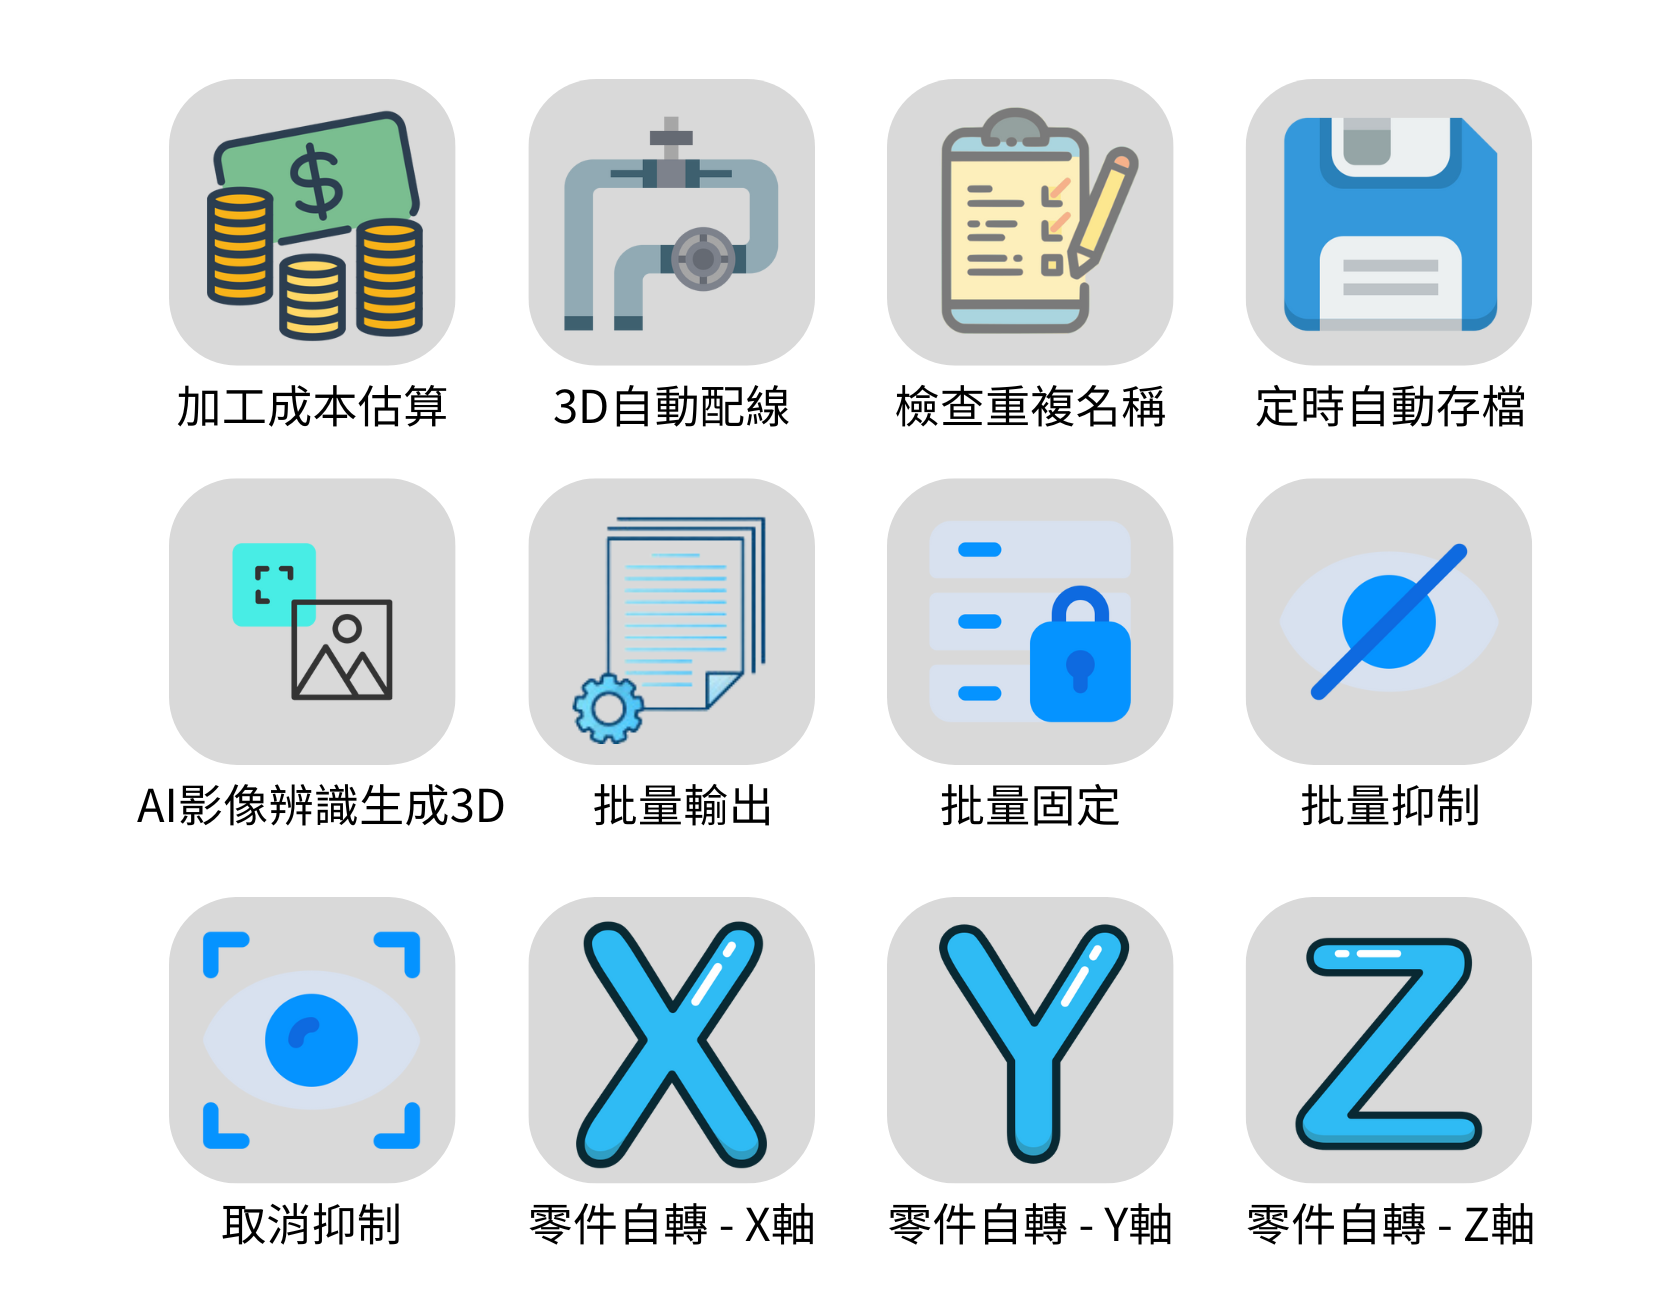 $
加工成本估算
3D自動配線
檢查重複名稱
定時自動存檔
AI影像辨識生成3D
批量輸出
批量固定
批量抑制
X
Y
Z
取消抑制
零件自轉 - X軸
零件自轉 - Y軸
零件自轉 - Z軸